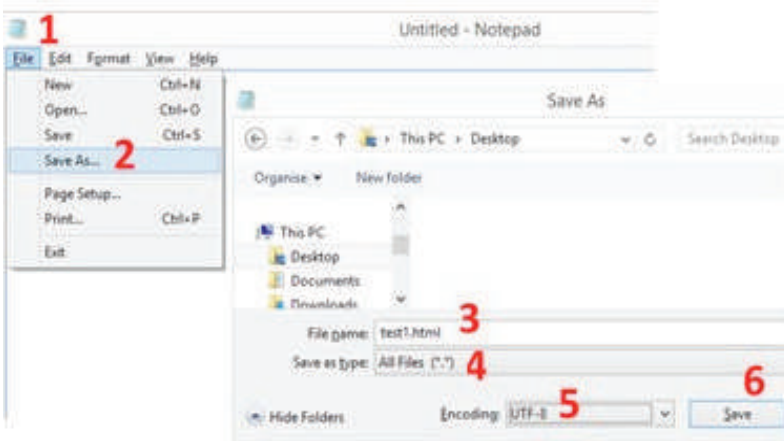 1
Untitled - Notepad
File Edit Format View Help
New Ctrl+N
Open... Ctrl+O
Save Ctrl+S
Save As... 2
Page Setup...
Print... Ctrl+P
Exit
Save As
This PC Desktop
Search Desktop
Organise New folder
This PC
Desktop
Documents
Downloads
File name: test1.html 3
Save as type: All Files (*.*) 4
Hide Folders
Encoding: UTF-8 5
Save 6